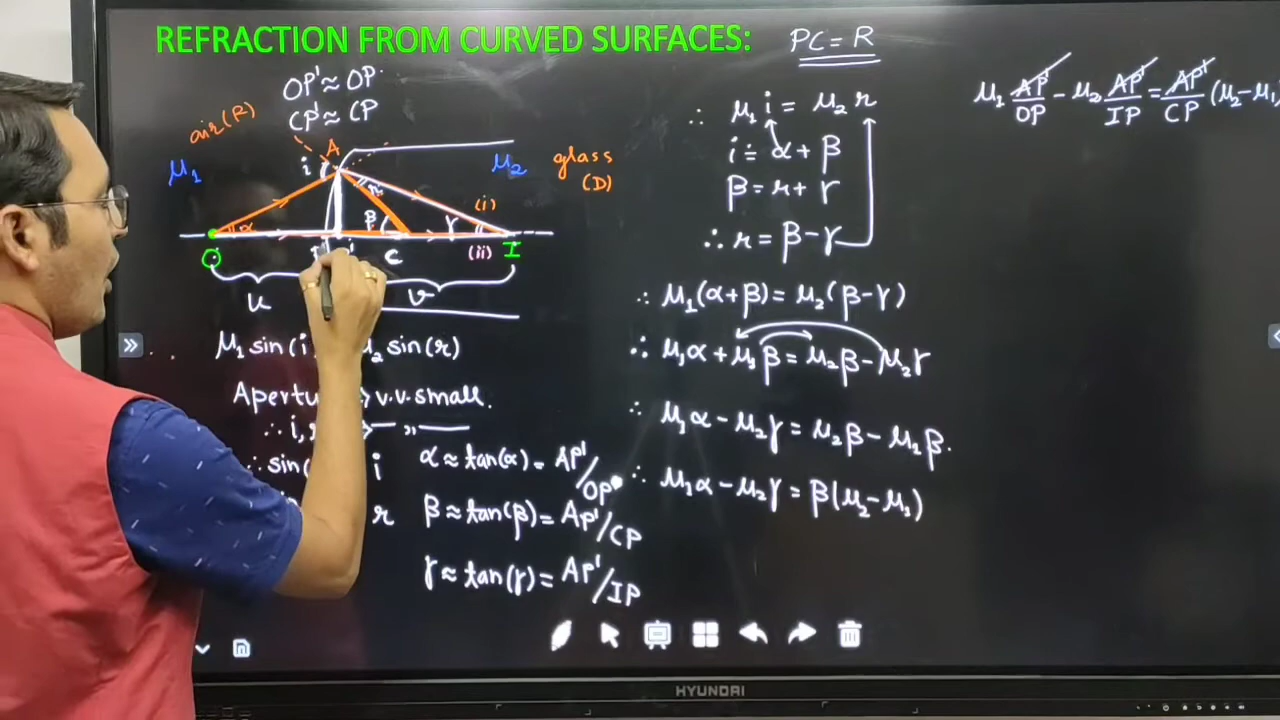 REFRACTION FROM CURVED SURFACES:
PC = R
OP' ≈ OP
CP' ≈ CP
air (R)
μ₁
A
i
r
α
β
γ
(i)
(ii)
μ₂
glass
(D)
O
C
I
u
v
μ₁ sin(i) μ₂ sin(r)
v.v. small.
∴ i,
∴ sin i
r
α ≈ tan(α) = AP'/OP
β ≈ tan(β) = AP'/CP
γ ≈ tan(γ) = AP'/IP
∴ μ₁ i = μ₂ r
i = α + β
β = r + γ
∴ r = β - γ
∴ μ₁(α+β) = μ₂(β-γ)
∴ μ₁α + μ₁β = μ₂β - μ₂γ
∴ μ₁α - μ₂γ = μ₂β - μ₁β.
∴ μ₁α - μ₂γ = β(μ₂-μ₁)
μ₁ AP'/OP - μ₂ AP'/IP = AP'/CP (μ₂-μ₁
HYUNDAI